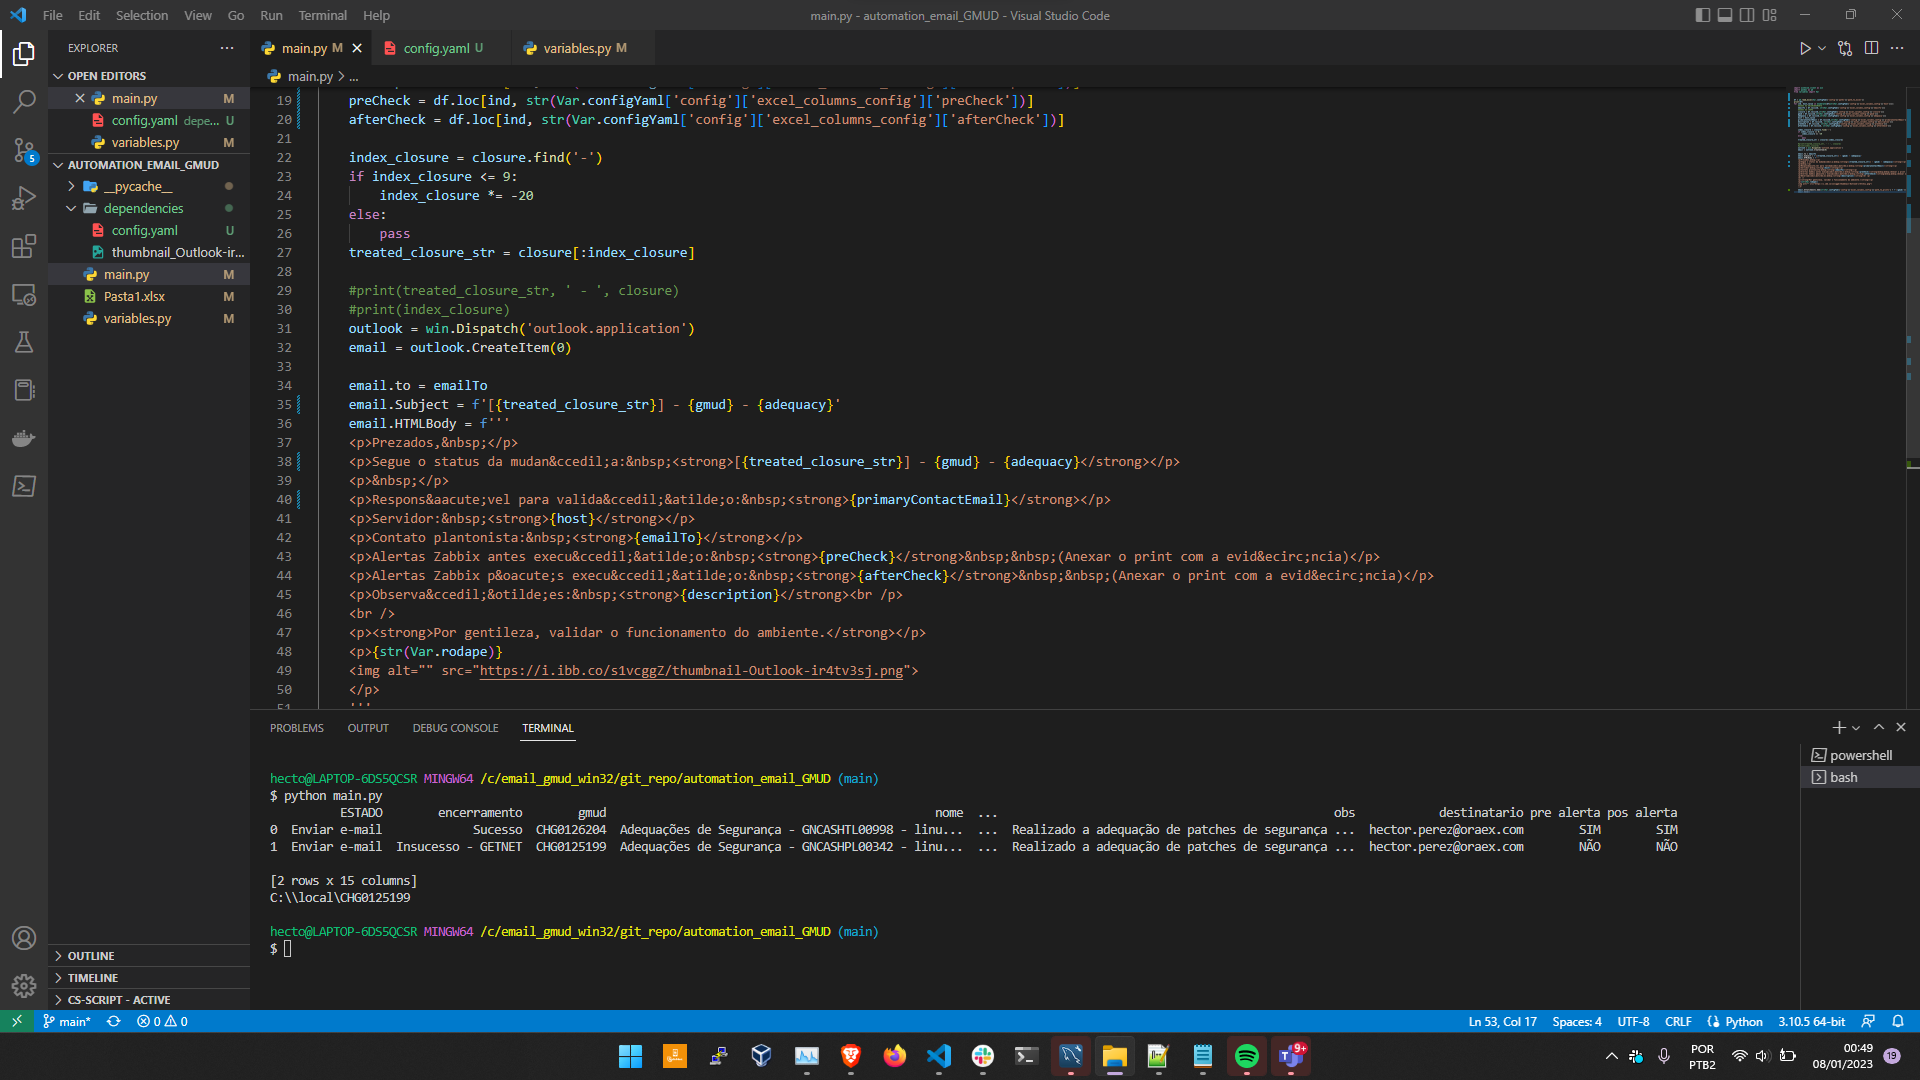 File Edit Selection View Go Run Terminal Help
main.py - automation_email_GMUD - Visual Studio Code
EXPLORER
OPEN EDITORS
main.py M
config.yaml depe... U
variables.py M
AUTOMATION_EMAIL_GMUD
__pycache__
dependencies
config.yaml U
thumbnail_Outlook-ir...
main.py M
Pasta1.xlsx M
variables.py M
OUTLINE
TIMELINE
CS-SCRIPT - ACTIVE
5
main.py M
config.yaml U
variables.py M
main.py > ...
19 preCheck = df.loc[ind, str(Var.configYaml['config']['excel_columns_config']['preCheck'])]
20 afterCheck = df.loc[ind, str(Var.configYaml['config']['excel_columns_config']['afterCheck'])]
21
22 index_closure = closure.find('-')
23 if index_closure <= 9:
24 index_closure *= -20
25 else:
26 pass
27 treated_closure_str = closure[:index_closure]
28
29 #print(treated_closure_str, ' - ', closure)
30 #print(index_closure)
31 outlook = win.Dispatch('outlook.application')
32 email = outlook.CreateItem(0)
33
34 email.to = emailTo
35 email.Subject = f'[{treated_closure_str}] - {gmud} - {adequacy}'
36 email.HTMLBody = f'''
37 <p>Prezados,&nbsp;</p>
38 <p>Segue o status da mudan&ccedil;a:&nbsp;<strong>[{treated_closure_str}] - {gmud} - {adequacy}</strong></p>
39 <p>&nbsp;</p>
40 <p>Respons&aacute;vel para valida&ccedil;&atilde;o:&nbsp;<strong>{primaryContactEmail}</strong></p>
41 <p>Servidor:&nbsp;<strong>{host}</strong></p>
42 <p>Contato plantonista:&nbsp;<strong>{emailTo}</strong></p>
43 <p>Alertas Zabbix antes execu&ccedil;&atilde;o:&nbsp;<strong>{preCheck}</strong>&nbsp;&nbsp;(Anexar o print com a evid&ecirc;ncia)</p>
44 <p>Alertas Zabbix p&oacute;s execu&ccedil;&atilde;o:&nbsp;<strong>{afterCheck}</strong>&nbsp;&nbsp;(Anexar o print com a evid&ecirc;ncia)</p>
45 <p>Observa&ccedil;&otilde;es:&nbsp;<strong>{description}</strong><br /p>
46 <br />
47 <p><strong>Por gentileza, validar o funcionamento do ambiente.</strong></p>
48 <p>{str(Var.rodape)}
49 <img alt="" src="https://i.ibb.co/s1vcggZ/thumbnail-Outlook-ir4tv3sj.png">
50 </p>
51 '''
PROBLEMS OUTPUT DEBUG CONSOLE TERMINAL
powershell
bash
hecto@LAPTOP-6DS5QCSR MINGW64 /c/email_gmud_win32/git_repo/automation_email_GMUD (main)
$ python main.py
ESTADO encerramento gmud nome ... obs destinatario pre alerta pos alerta
0 Enviar e-mail Sucesso CHG0126204 Adequações de Segurança - GNCASHTL00998 - linu... ... Realizado a adequação de patches de segurança ... hector.perez@oraex.com SIM SIM
1 Enviar e-mail Insucesso - GETNET CHG0125199 Adequações de Segurança - GNCASHPL00342 - linu... ... Realizado a adequação de patches de segurança ... hector.perez@oraex.com NÃO NÃO
[2 rows x 15 columns]
C:\\local\CHG0125199
hecto@LAPTOP-6DS5QCSR MINGW64 /c/email_gmud_win32/git_repo/automation_email_GMUD (main)
$
main* 0 0
Ln 53, Col 17 Spaces: 4 UTF-8 CRLF Python 3.10.5 64-bit
9+
POR
PTB2
00:49
08/01/2023
19